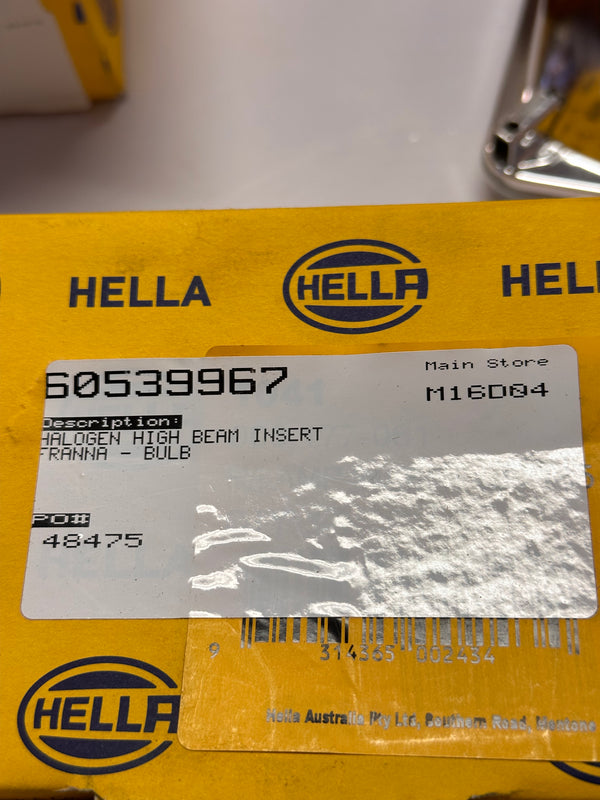 HELLA
HELLA
HELLA
60539967
Main Store
M16D04
Description:
HALOGEN HIGH BEAM INSERT
FRANNA - BULB
PO#
48475
9 314365 002434
HELLA
Hella Australia Pty Ltd, Southern Road, Mentone